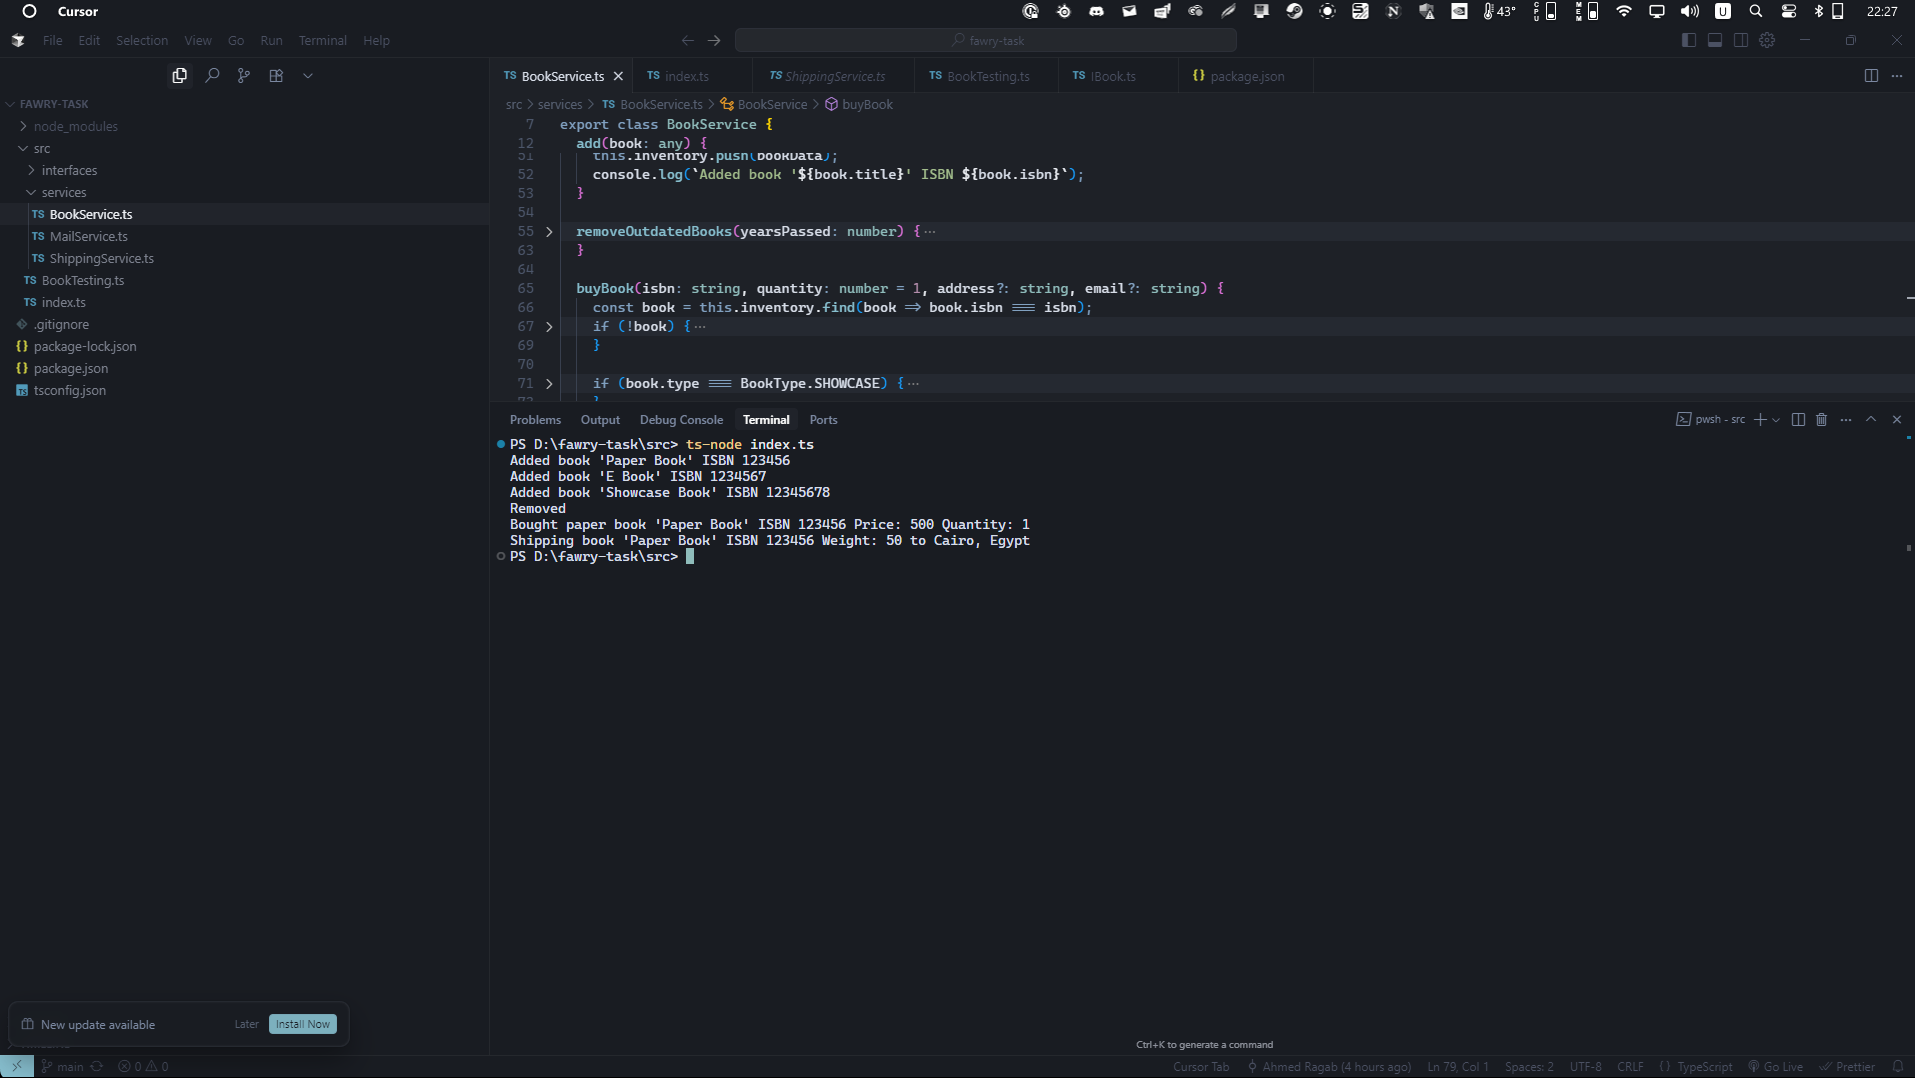 Cursor
43°
CPU
MEM
U
22:27
File Edit Selection View Go Run Terminal Help
fawry-task
TS BookService.ts
TS index.ts
TS ShippingService.ts
TS BookTesting.ts
TS IBook.ts
{} package.json
FAWRY-TASK
node_modules
src
interfaces
services
TS BookService.ts
TS MailService.ts
TS ShippingService.ts
TS BookTesting.ts
TS index.ts
.gitignore
{} package-lock.json
{} package.json
tsconfig.json
src > services > TS BookService.ts > BookService > buyBook
7 export class BookService {
12 add(book: any) {
51 this.inventory.push(bookData);
52 console.log(`Added book '${book.title}' ISBN ${book.isbn}`);
53 }
54
55 removeOutdatedBooks(yearsPassed: number) { ···
63 }
64
65 buyBook(isbn: string, quantity: number = 1, address?: string, email?: string) {
66 const book = this.inventory.find(book => book.isbn === isbn);
67 if (!book) { ···
69 }
70
71 if (book.type === BookType.SHOWCASE) { ···
Problems Output Debug Console Terminal Ports
pwsh - src
PS D:\fawry-task\src> ts-node index.ts
Added book 'Paper Book' ISBN 123456
Added book 'E Book' ISBN 1234567
Added book 'Showcase Book' ISBN 12345678
Removed
Bought paper book 'Paper Book' ISBN 123456 Price: 500 Quantity: 1
Shipping book 'Paper Book' ISBN 123456 Weight: 50 to Cairo, Egypt
PS D:\fawry-task\src>
New update available Later Install Now
Ctrl+K to generate a command
main 0 0
Cursor Tab Ahmed Ragab (4 hours ago) Ln 79, Col 1 Spaces: 2 UTF-8 CRLF {} TypeScript Go Live Prettier